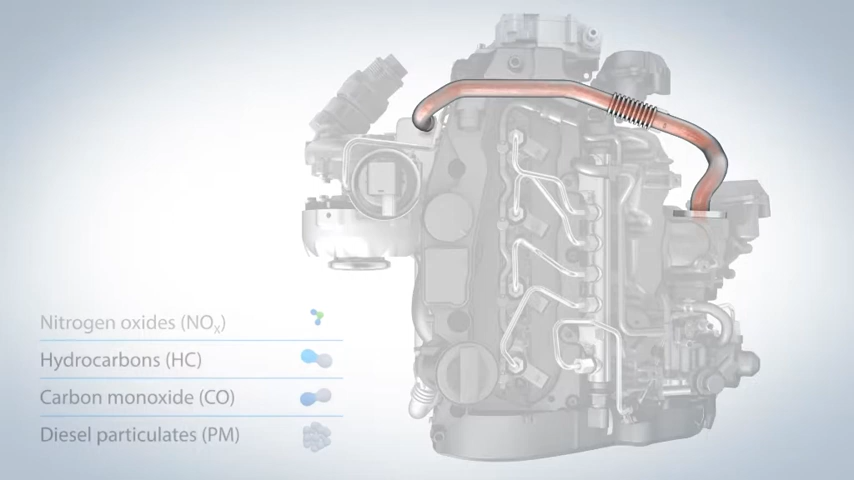 Nitrogen oxides (NOx)
Hydrocarbons (HC)
Carbon monoxide (CO)
Diesel particulates (PM)